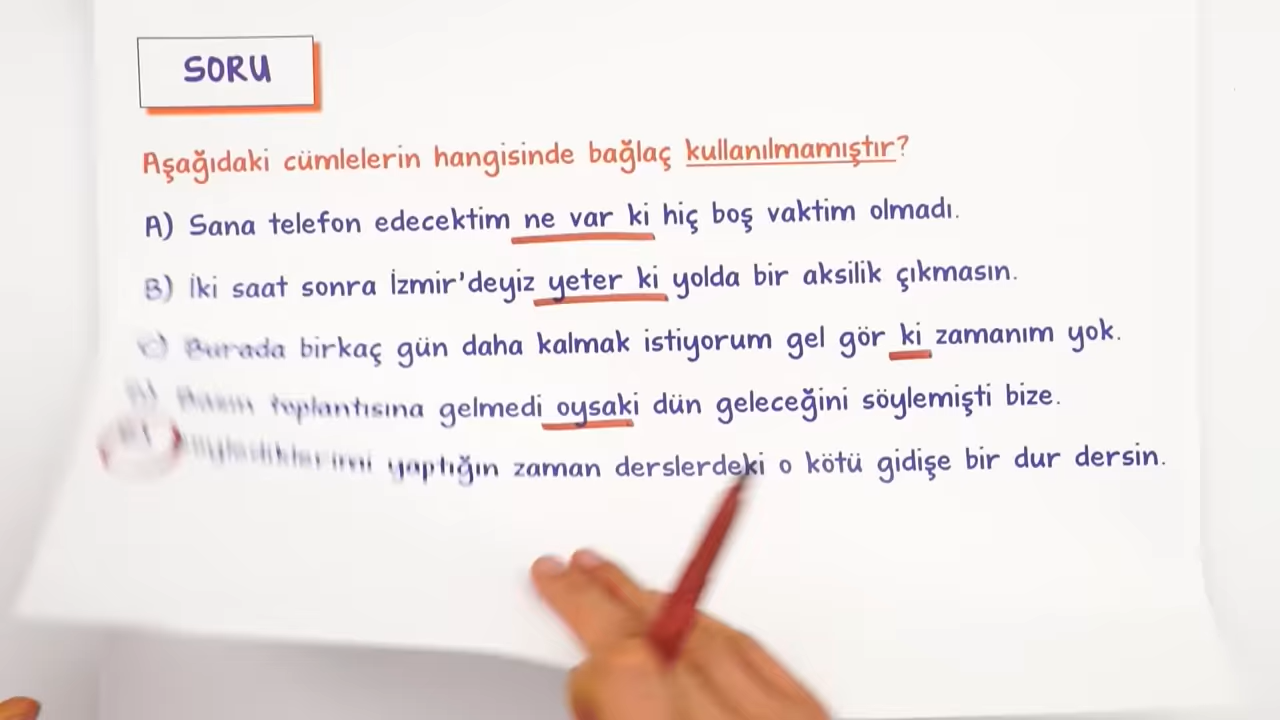 SORU
Aşağıdaki cümlelerin hangisinde bağlaç kullanılmamıştır?
A) Sana telefon edecektim ne var ki hiç boş vaktim olmadı.
B) İki saat sonra İzmir'deyiz yeter ki yolda bir aksilik çıkmasın.
C) Burada birkaç gün daha kalmak istiyorum gel gör ki zamanım yok.
toplantısına gelmedi oysaki dün geleceğini söylemişti bize.
yaptığın zaman derslerdeki o kötü gidişe bir dur dersin.